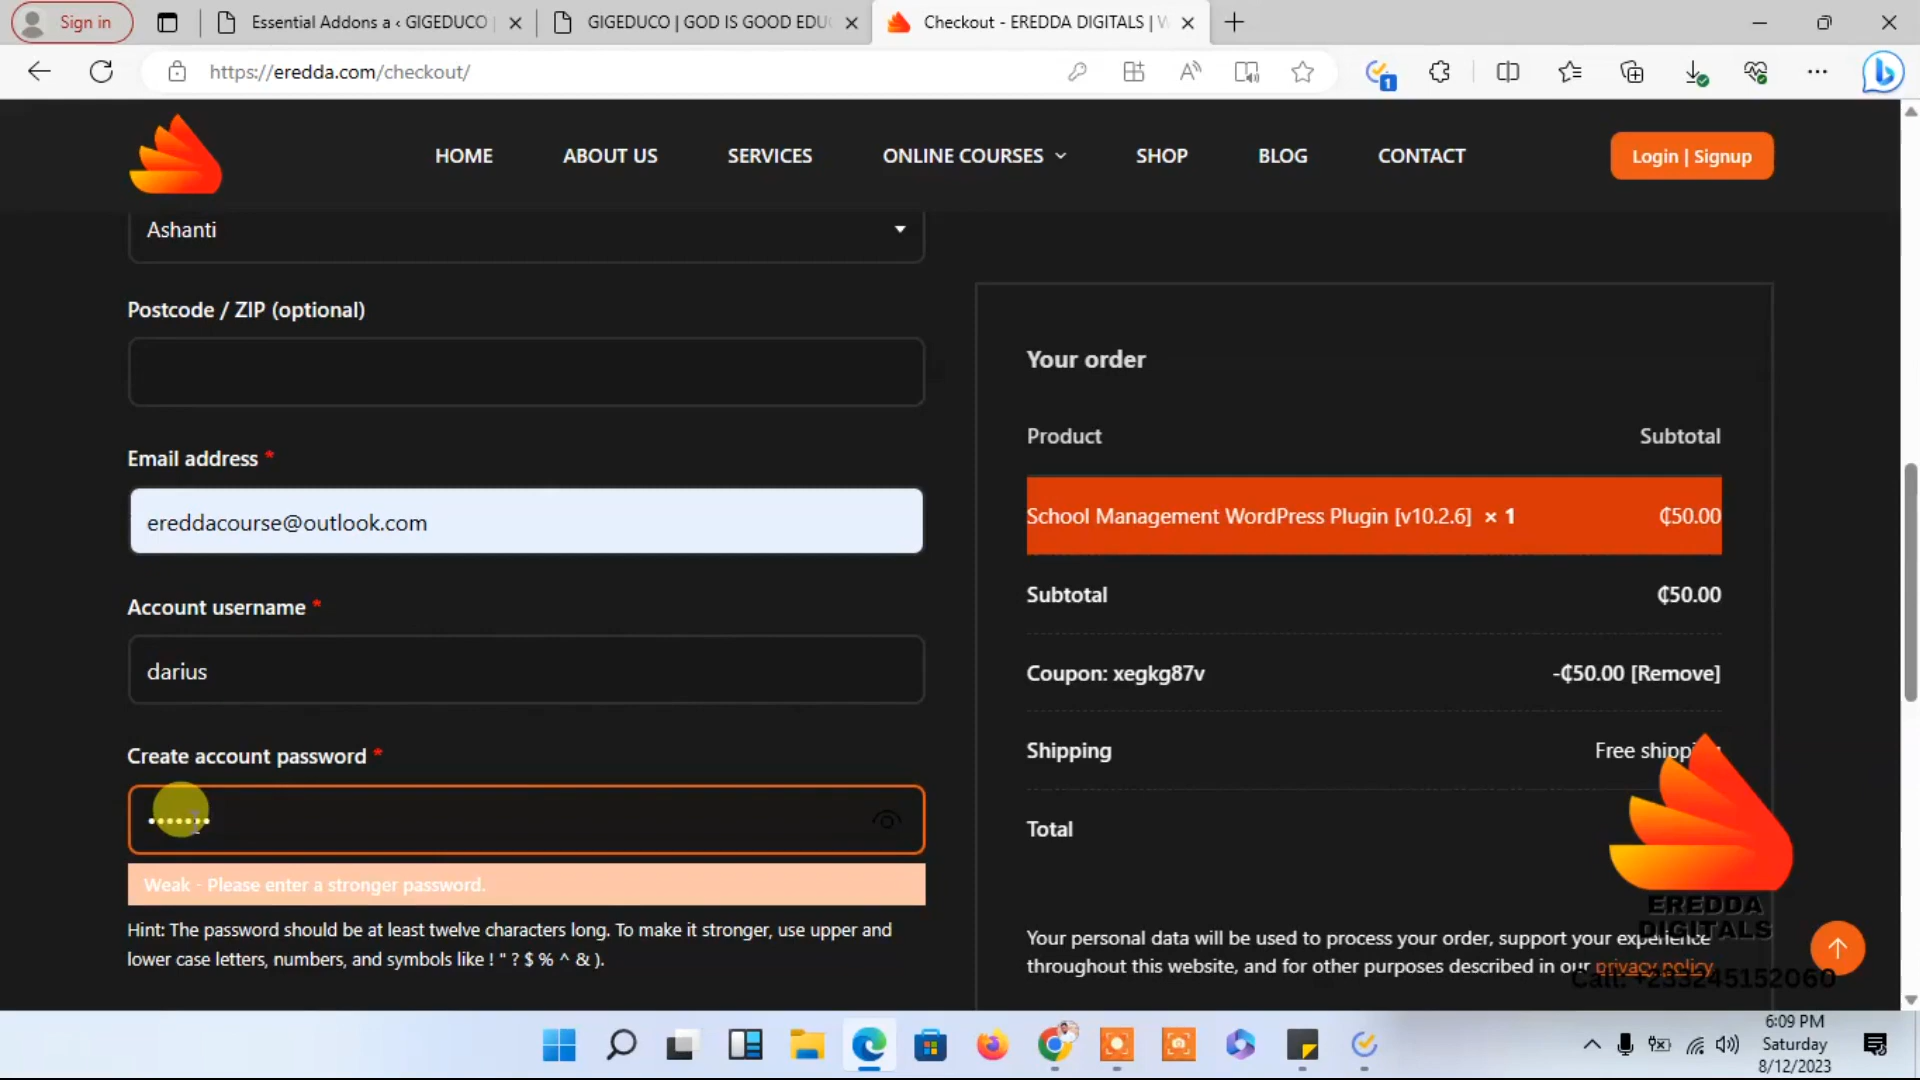 Sign in
Essential Addons a ‹ GIGEDUCO
GIGEDUCO | GOD IS GOOD EDU
Checkout - EREDDA DIGITALS | W
https://eredda.com/checkout/
1
HOME
ABOUT US
SERVICES
ONLINE COURSES
SHOP
BLOG
CONTACT
Login | Signup
Ashanti
Postcode / ZIP (optional)
Email address *
ereddacourse@outlook.com
Account username *
darius
Create account password *
•••••••
Weak - Please enter a stronger password.
Hint: The password should be at least twelve characters long. To make it stronger, use upper and
lower case letters, numbers, and symbols like ! " ? $ % ^ & ).
Your order
Product Subtotal
School Management WordPress Plugin [v10.2.6] × 1 ₵50.00
Subtotal ₵50.00
Coupon: xegkg87v -₵50.00 [Remove]
Shipping Free shipping
Total
EREDDA
DIGITALS
Your personal data will be used to process your order, support your experience
throughout this website, and for other purposes described in our privacy policy
Call: +233245152060
6:09 PM
Saturday
8/12/2023